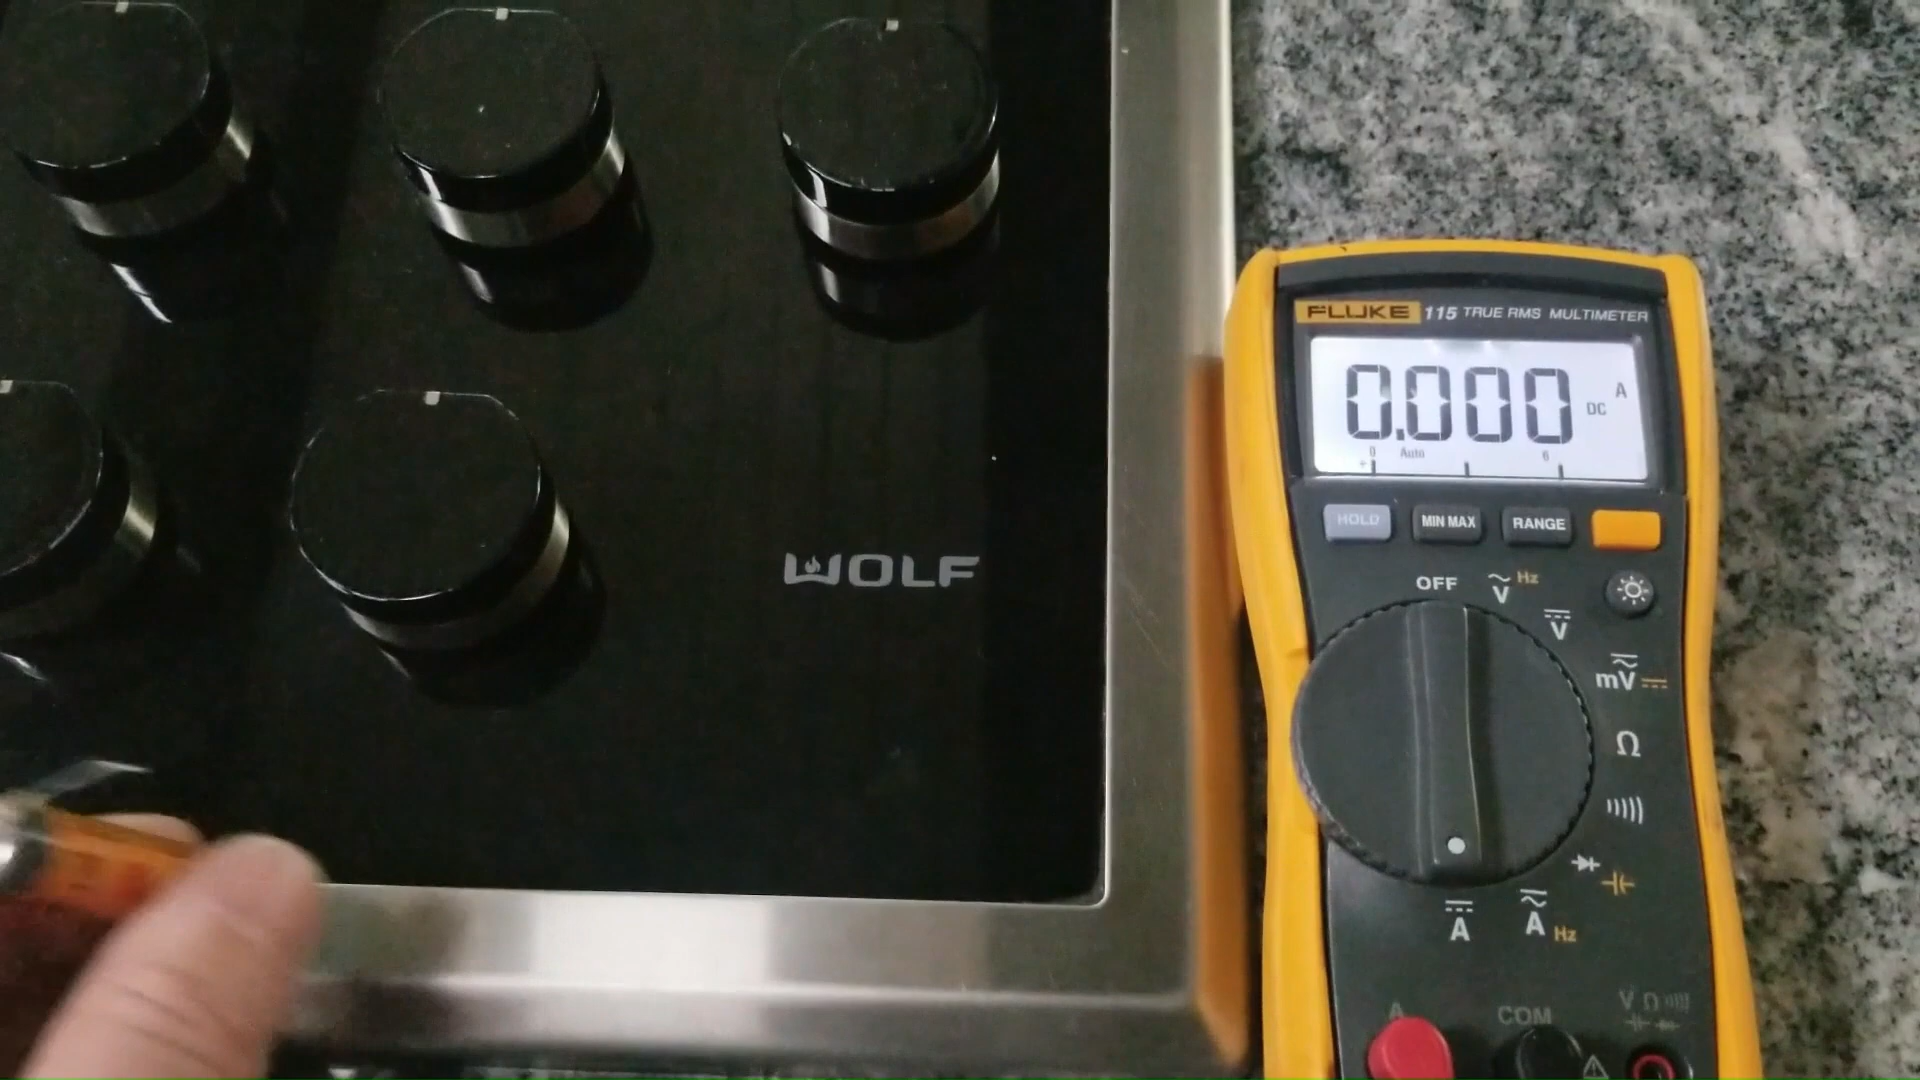 FLUKE 115 TRUE RMS MULTIMETER
0.000 DC A
0 Auto 6
HOLD MIN MAX RANGE
WOLF
OFF
V Hz
V
mV
Ω
A
A Hz
A COM V Ω